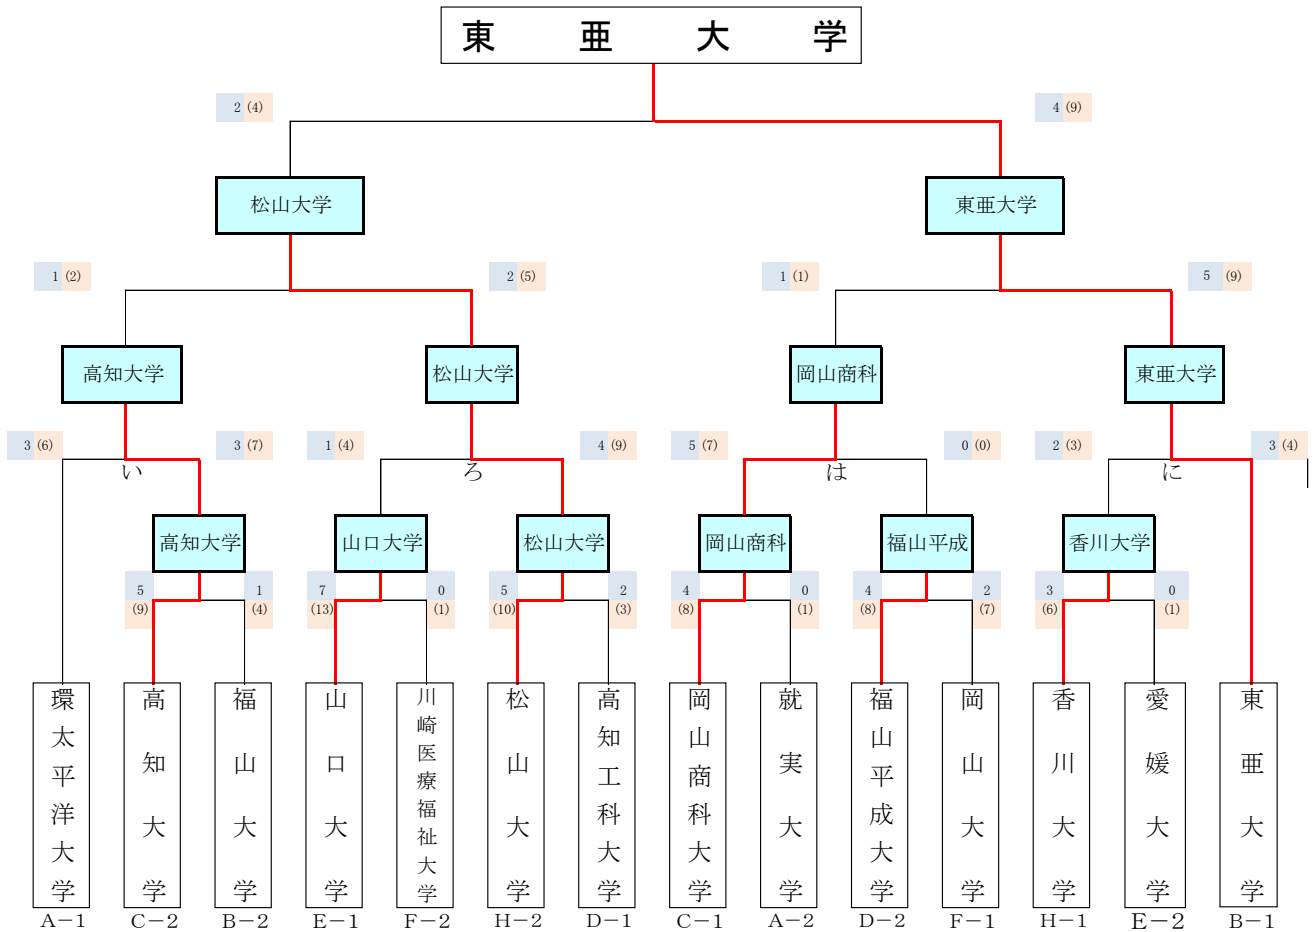 東亜大学
2 (4) 4 (9)
松山大学 東亜大学
1 (2) 2 (5) 1 (1) 5 (9)
高知大学 松山大学 岡山商科 東亜大学
3 (6) 3 (7) 1 (4) 4 (9) 5 (7) 0 (0) 2 (3) 3 (4)
い ろ は に
高知大学 山口大学 松山大学 岡山商科 福山平成 香川大学
5 1 7 0 5 2 4 0 4 2 3 0
(9) (4) (13) (1) (10) (3) (8) (1) (8) (7) (6) (1)
環太平洋大学
高知大学
福山大学
山口大学
川崎医療福祉大学
松山大学
高知工科大学
岡山商科大学
就実大学
福山平成大学
岡山大学
香川大学
愛媛大学
東亜大学
A－1 C－2 B－2 E－1 F－2 H－2 D－1 C－1 A－2 D－2 F－1 H－1 E－2 B－1